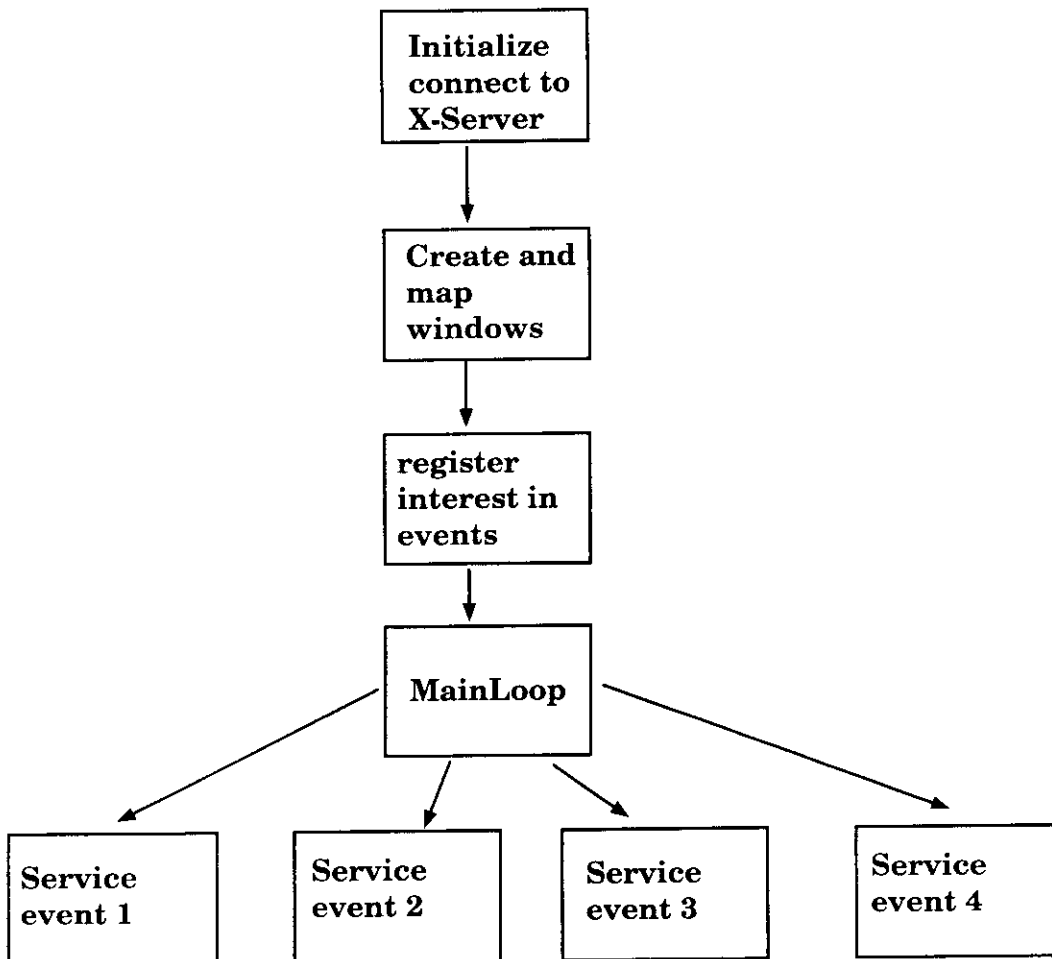 Initialize
connect to
X-Server
Create and
map
windows
register
interest in
events
MainLoop
Service
event 1
Service
event 2
Service
event 3
Service
event 4